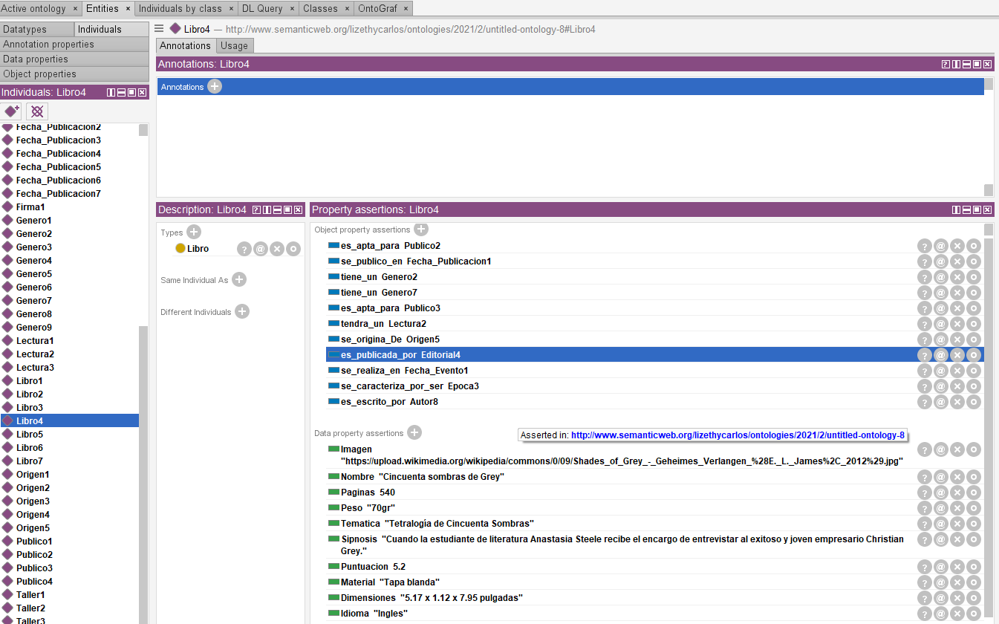 Active ontology × Entities × Individuals by class × DL Query × Classes × OntoGraf ×
Datatypes Individuals
Annotation properties
Data properties
Object properties
Individuals: Libro4
Fecha_Publicacion2
Fecha_Publicacion3
Fecha_Publicacion4
Fecha_Publicacion5
Fecha_Publicacion6
Fecha_Publicacion7
Firma1
Genero1
Genero2
Genero3
Genero4
Genero5
Genero6
Genero7
Genero8
Genero9
Lectura1
Lectura2
Lectura3
Libro1
Libro2
Libro3
Libro4
Libro5
Libro6
Libro7
Origen1
Origen2
Origen3
Origen4
Origen5
Publico1
Publico2
Publico3
Publico4
Taller1
Taller2
Taller3
Libro4 — http://www.semanticweb.org/lizethycarlos/ontologies/2021/2/untitled-ontology-8#Libro4
Annotations Usage
Annotations: Libro4
Annotations
Description: Libro4
Types
Libro
Same Individual As
Different Individuals
Property assertions: Libro4
Object property assertions
es_apta_para Publico2
se_publico_en Fecha_Publicacion1
tiene_un Genero2
tiene_un Genero7
es_apta_para Publico3
tendra_un Lectura2
se_origina_De Origen5
es_publicada_por Editorial4
se_realiza_en Fecha_Evento1
se_caracteriza_por_ser Epoca3
es_escrito_por Autor8
Data property assertions
Asserted in: http://www.semanticweb.org/lizethycarlos/ontologies/2021/2/untitled-ontology-8
Imagen
"https://upload.wikimedia.org/wikipedia/commons/0/09/Shades_of_Grey_-_Geheimes_Verlangen_%28E._L._James%2C_2012%29.jpg"
Nombre "Cincuenta sombras de Grey"
Paginas 540
Peso "70gr"
Tematica "Tetralogía de Cincuenta Sombras"
Sipnosis "Cuando la estudiante de literatura Anastasia Steele recibe el encargo de entrevistar al exitoso y joven empresario Christian
Grey."
Puntuacion 5.2
Material "Tapa blanda"
Dimensiones "5.17 x 1.12 x 7.95 pulgadas"
Idioma "Ingles"